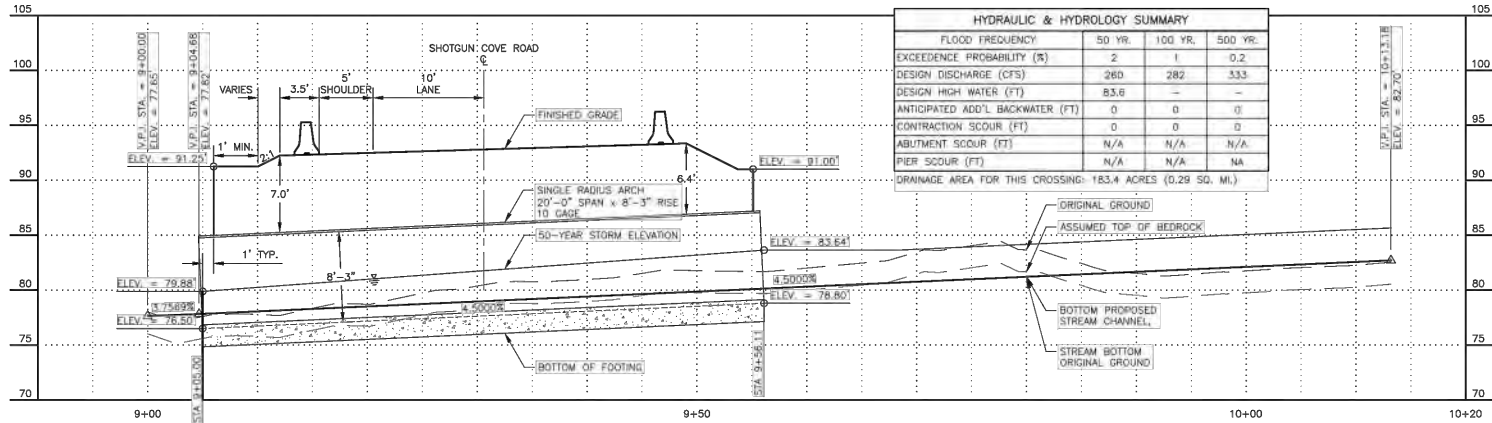 105
100
95
90
85
80
75
70
105
100
95
90
85
80
75
70
9+00
9+50
10+00
10+20
V.P.I. STA. = 9+00.00
ELEV. = 77.65'
V.P.I. STA. = 9+04.68
ELEV. = 77.82'
SHOTGUN COVE ROAD
℄
VARIES
3.5'
5'
SHOULDER
10'
LANE
1' MIN.
2:1
ELEV. = 91.25'
7.0'
FINISHED GRADE
6.4'
ELEV. = 91.00'
SINGLE RADIUS ARCH
20'-0" SPAN x 8'-3" RISE
10 GAGE
50-YEAR STORM ELEVATION
1' TYP.
8'-3"
ELEV. = 83.64'
ELEV. = 79.88'
3.7589%
4.5000%
4.5000%
ELEV. = 78.80'
ELEV. = 76.50'
BOTTOM OF FOOTING
STA 9+05.00
STA 9+56.11
ORIGINAL GROUND
ASSUMED TOP OF BEDROCK
BOTTOM PROPOSED
STREAM CHANNEL,
STREAM BOTTOM
ORIGINAL GROUND
V.P.I. STA. = 10+13.18
ELEV. = 82.70'
HYDRAULIC & HYDROLOGY SUMMARY
FLOOD FREQUENCY 50 YR. 100 YR. 500 YR.
EXCEEDENCE PROBABILITY (%) 2 1 0.2
DESIGN DISCHARGE (CFS) 260 282 333
DESIGN HIGH WATER (FT) 83.6 - -
ANTICIPATED ADD'L BACKWATER (FT) 0 0 0
CONTRACTION SCOUR (FT) 0 0 0
ABUTMENT SCOUR (FT) N/A N/A N/A
PIER SCOUR (FT) N/A N/A NA
DRAINAGE AREA FOR THIS CROSSING: 183.4 ACRES (0.29 SQ. MI.)